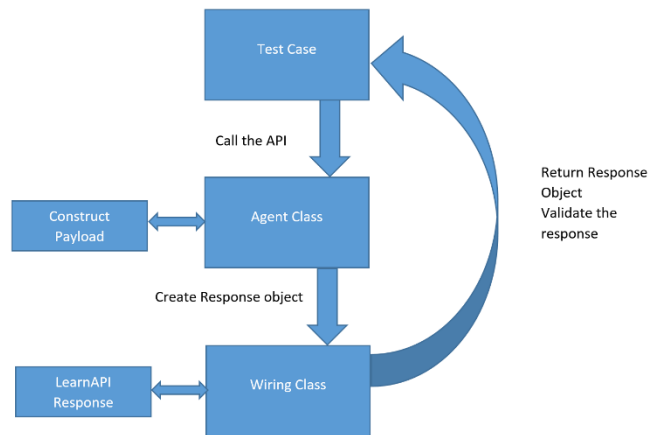 Test Case
Call the API
Return Response
Object
Validate the
response
Construct
Payload
Agent Class
Create Response object
LearnAPI
Response
Wiring Class